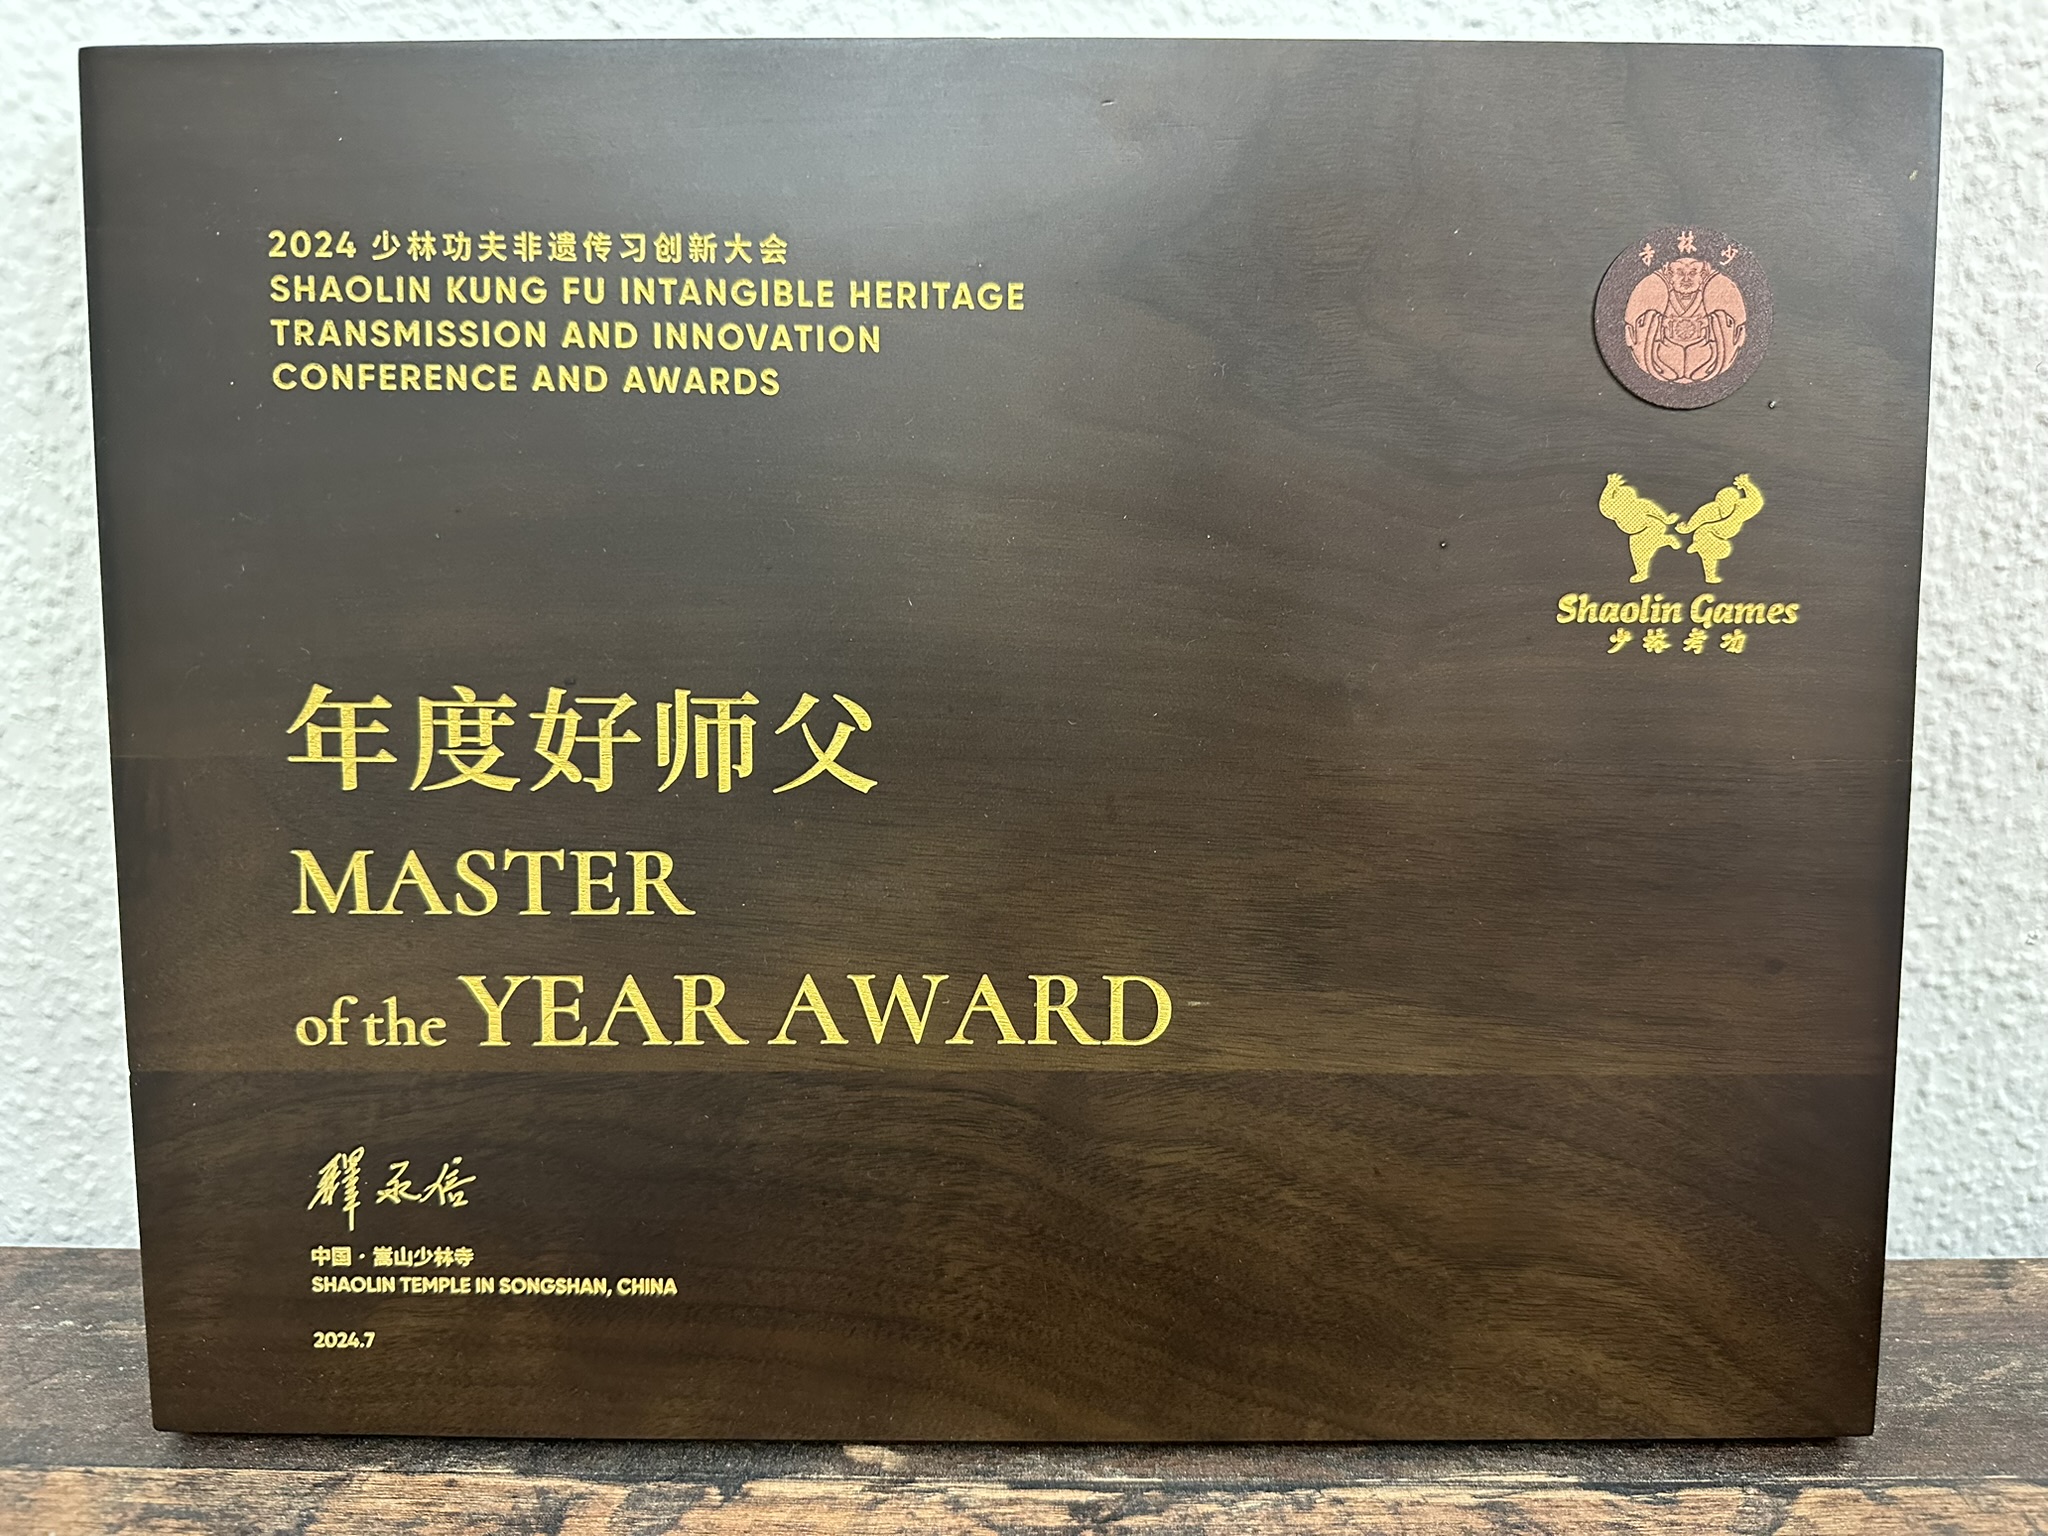 2024 少林功夫非遗传习创新大会
SHAOLIN KUNG FU INTANGIBLE HERITAGE
TRANSMISSION AND INNOVATION
CONFERENCE AND AWARDS
寺林少
Shaolin Games
少林考功
年度好师父
MASTER
of the YEAR AWARD
釋永信
中国·嵩山少林寺
SHAOLIN TEMPLE IN SONGSHAN, CHINA
2024.7